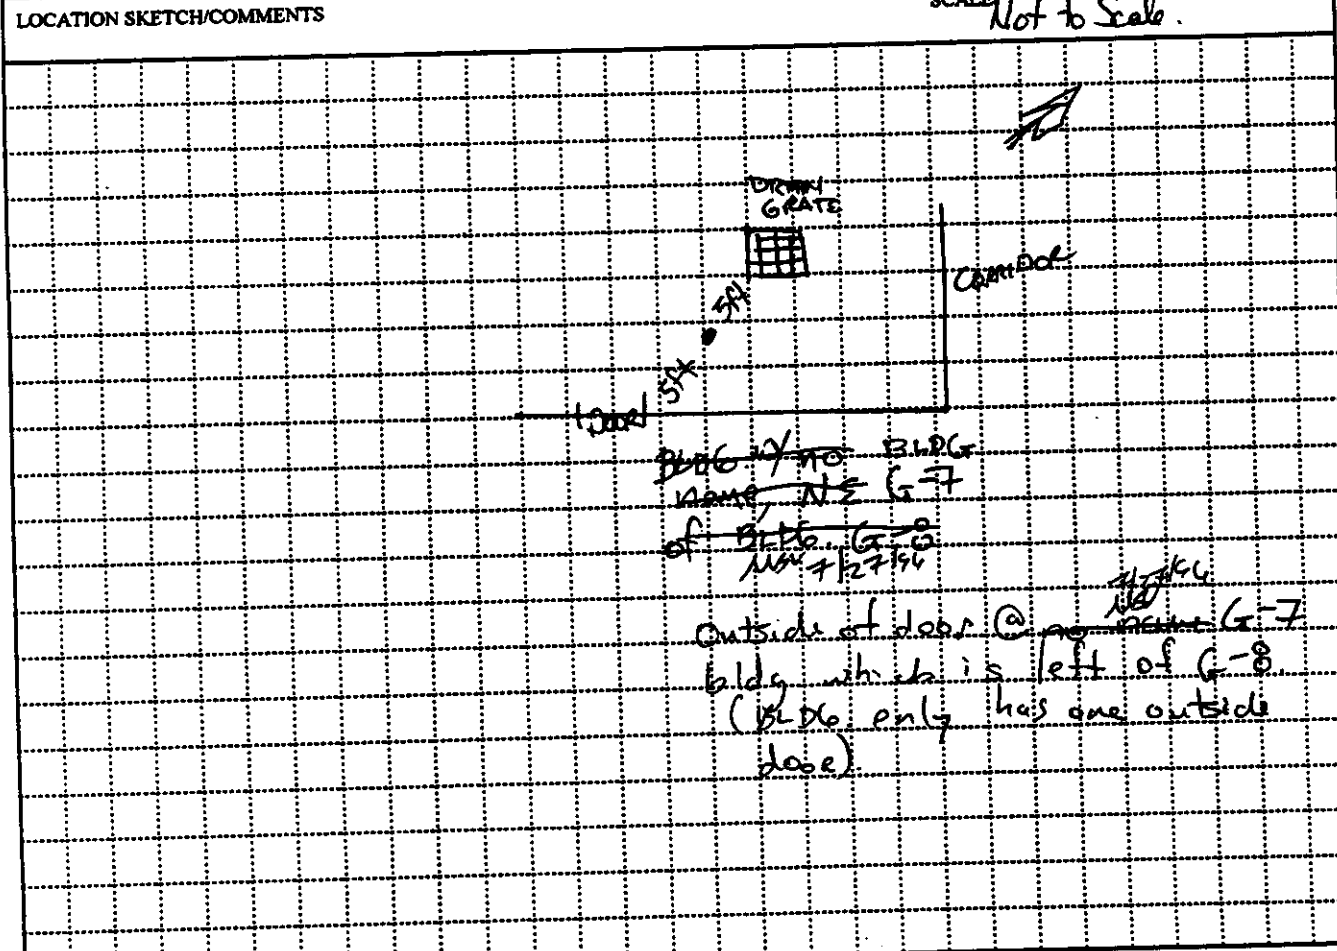 LOCATION SKETCH/COMMENTS
SCALE Not to Scale.
DRAIN
GRATE
CORRIDOR
5ft
5ft
DOOR
BLDG w/ no BLDG
name, NE G-7
of BLDG. G-8
7/27/96
Outside of door @ no name G-7
bldg which is left of G-8.
(BLDG only has one outside
door).